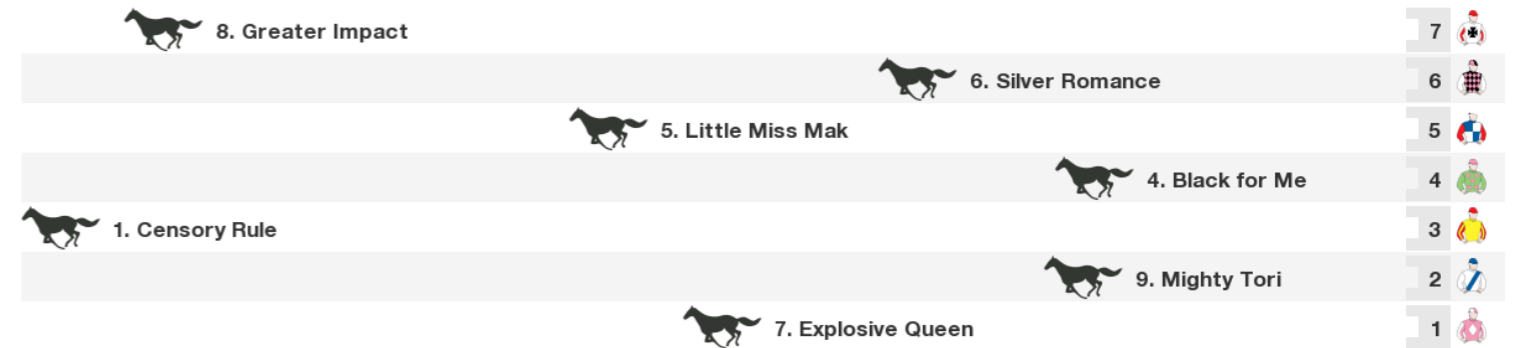 8. Greater Impact 7
6. Silver Romance 6
5. Little Miss Mak 5
4. Black for Me 4
1. Censory Rule 3
9. Mighty Tori 2
7. Explosive Queen 1